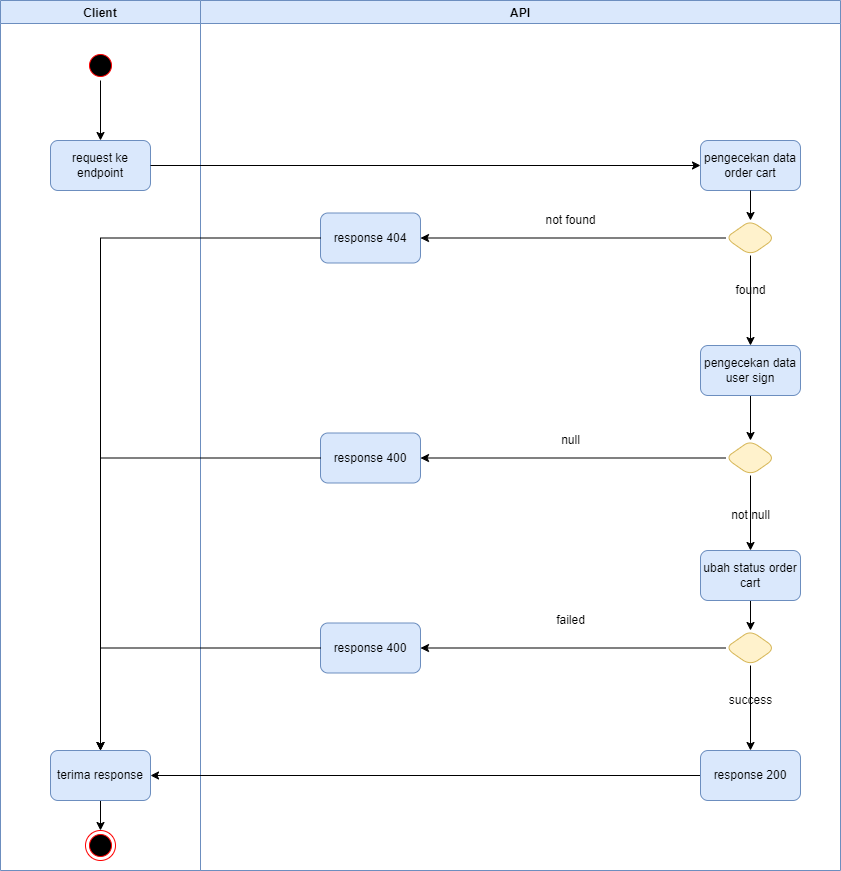 Client
API
request ke
endpoint
pengecekan data
order cart
not found
response 404
found
pengecekan data
user sign
null
response 400
not null
ubah status order
cart
failed
response 400
success
terima response
response 200